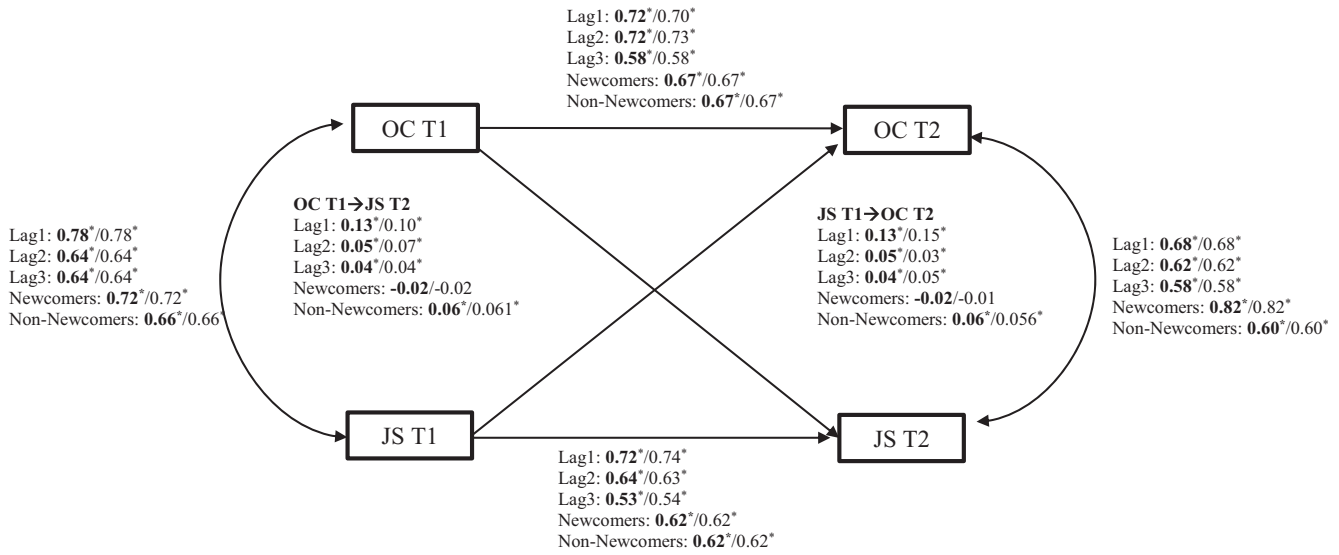 Lag1: 0.72*/0.70*
Lag2: 0.72*/0.73*
Lag3: 0.58*/0.58*
Newcomers: 0.67*/0.67*
Non-Newcomers: 0.67*/0.67*
OC T1
OC T2
OC T1→JS T2
Lag1: 0.13*/0.10*
Lag2: 0.05*/0.07*
Lag3: 0.04*/0.04*
Newcomers: -0.02/-0.02
Non-Newcomers: 0.06*/0.061*
JS T1→OC T2
Lag1: 0.13*/0.15*
Lag2: 0.05*/0.03*
Lag3: 0.04*/0.05*
Newcomers: -0.02/-0.01
Non-Newcomers: 0.06*/0.056*
Lag1: 0.78*/0.78*
Lag2: 0.64*/0.64*
Lag3: 0.64*/0.64*
Newcomers: 0.72*/0.72*
Non-Newcomers: 0.66*/0.66*
Lag1: 0.68*/0.68*
Lag2: 0.62*/0.62*
Lag3: 0.58*/0.58*
Newcomers: 0.82*/0.82*
Non-Newcomers: 0.60*/0.60*
JS T1
JS T2
Lag1: 0.72*/0.74*
Lag2: 0.64*/0.63*
Lag3: 0.53*/0.54*
Newcomers: 0.62*/0.62*
Non-Newcomers: 0.62*/0.62*